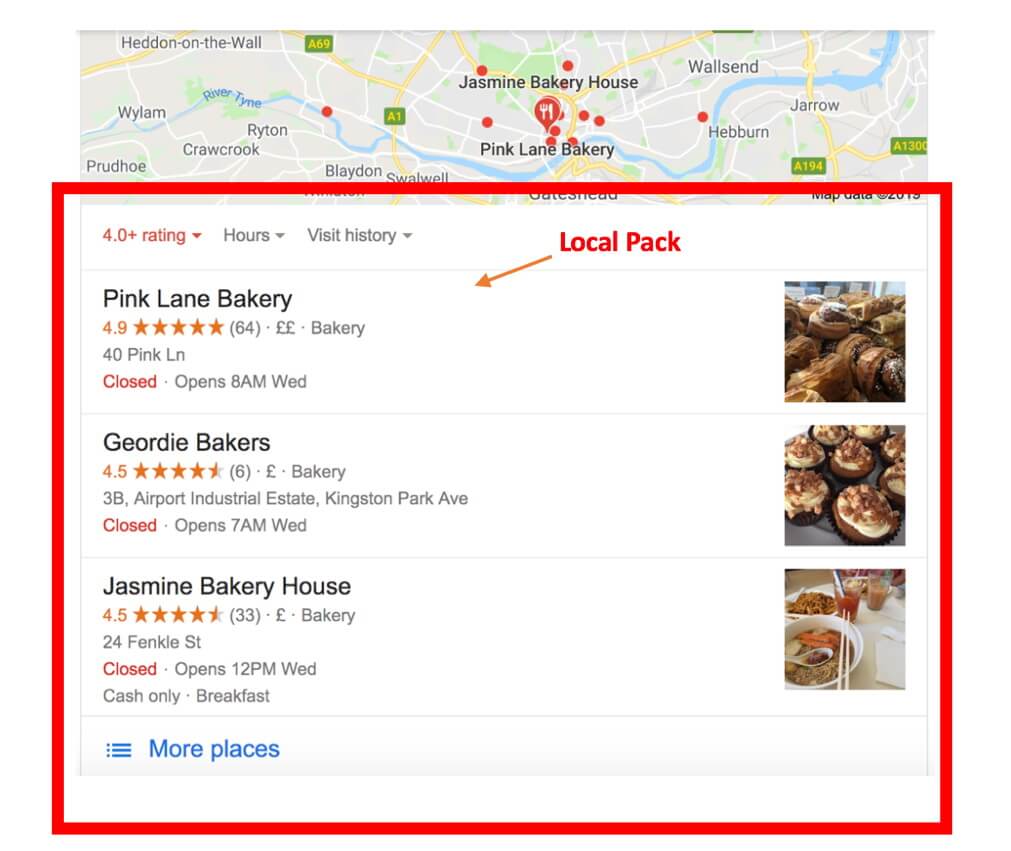 Heddon-on-the-Wall
A69
Jasmine Bakery House
Wallsend
River Tyne
Wylam
A1
Jarrow
Ryton
Hebburn
Crawcrook
Pink Lane Bakery
A1300
Prudhoe
Blaydon
Swalwell
A194
Gateshead
Map data ©2019
4.0+ rating
Hours
Visit history
Local Pack
Pink Lane Bakery
4.9 ★★★★★ (64) · ££ · Bakery
40 Pink Ln
Closed · Opens 8AM Wed
Geordie Bakers
4.5 (6) · £ · Bakery
3B, Airport Industrial Estate, Kingston Park Ave
Closed · Opens 7AM Wed
Jasmine Bakery House
4.5 (33) · £ · Bakery
24 Fenkle St
Closed · Opens 12PM Wed
Cash only · Breakfast
More places